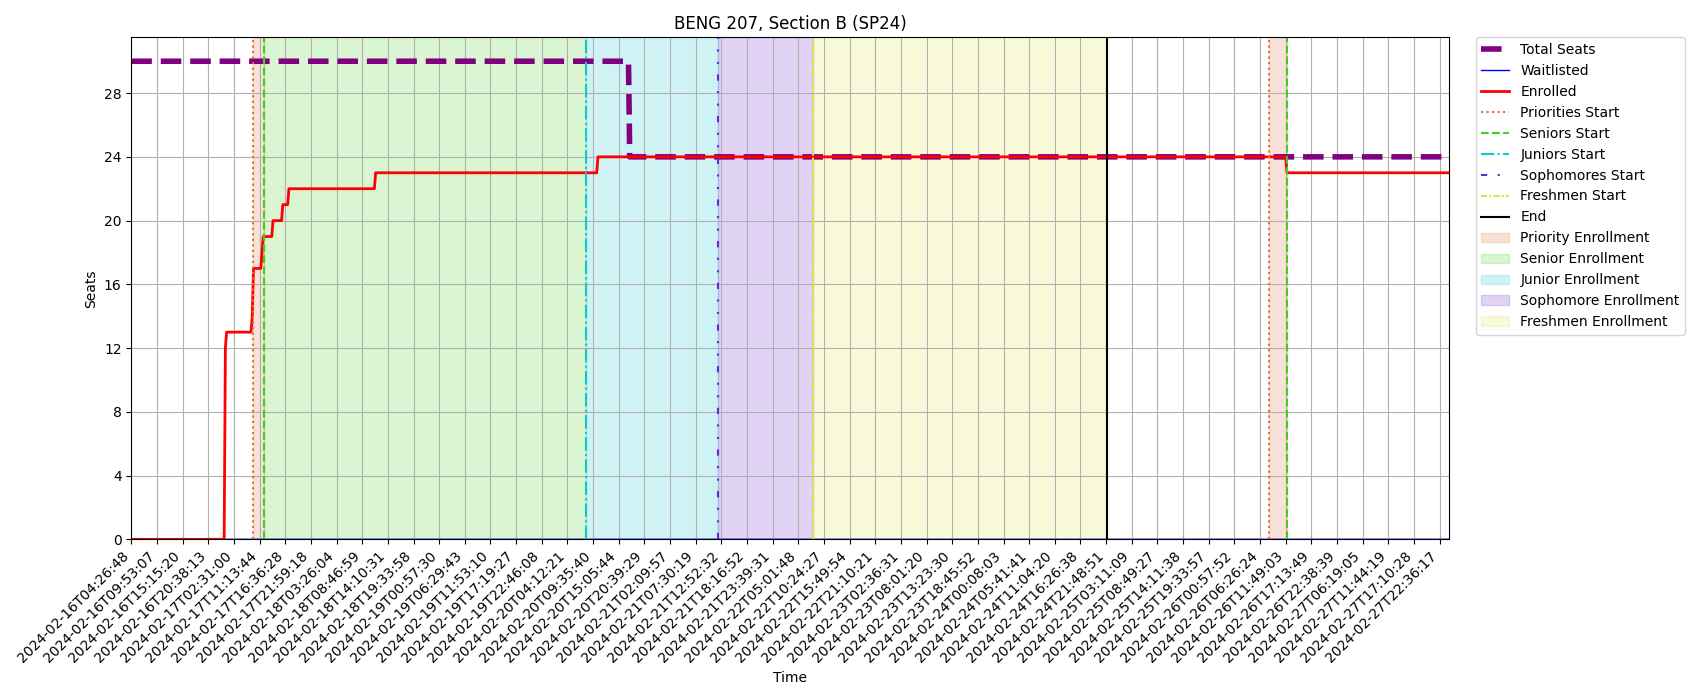 BENG 207, Section B (SP24)
Seats
28
24
20
16
12
8
4
0
2024-02-16T04:26:48
2024-02-16T09:53:07
2024-02-16T15:15:20
2024-02-16T20:38:13
2024-02-17T02:31:00
2024-02-17T11:13:44
2024-02-17T16:36:28
2024-02-17T21:59:18
2024-02-18T03:26:04
2024-02-18T08:46:59
2024-02-18T14:10:31
2024-02-18T19:33:58
2024-02-19T00:57:30
2024-02-19T06:29:43
2024-02-19T11:53:10
2024-02-19T17:19:27
2024-02-19T22:46:08
2024-02-20T04:12:21
2024-02-20T09:35:40
2024-02-20T15:05:44
2024-02-20T20:39:29
2024-02-21T02:09:57
2024-02-21T07:30:19
2024-02-21T12:52:32
2024-02-21T18:16:52
2024-02-21T23:39:31
2024-02-22T05:01:48
2024-02-22T10:24:27
2024-02-22T15:49:54
2024-02-22T21:10:21
2024-02-23T02:36:31
2024-02-23T08:01:20
2024-02-23T13:23:30
2024-02-23T18:45:52
2024-02-24T00:08:03
2024-02-24T05:41:41
2024-02-24T11:04:20
2024-02-24T16:26:38
2024-02-24T21:48:51
2024-02-25T03:11:09
2024-02-25T08:49:27
2024-02-25T14:11:38
2024-02-25T19:33:57
2024-02-26T00:57:52
2024-02-26T06:26:24
2024-02-26T11:49:03
2024-02-26T17:13:49
2024-02-26T22:38:39
2024-02-27T06:19:05
2024-02-27T11:44:19
2024-02-27T17:10:28
2024-02-27T22:36:17
Time
Total Seats
Waitlisted
Enrolled
Priorities Start
Seniors Start
Juniors Start
Sophomores Start
Freshmen Start
End
Priority Enrollment
Senior Enrollment
Junior Enrollment
Sophomore Enrollment
Freshmen Enrollment